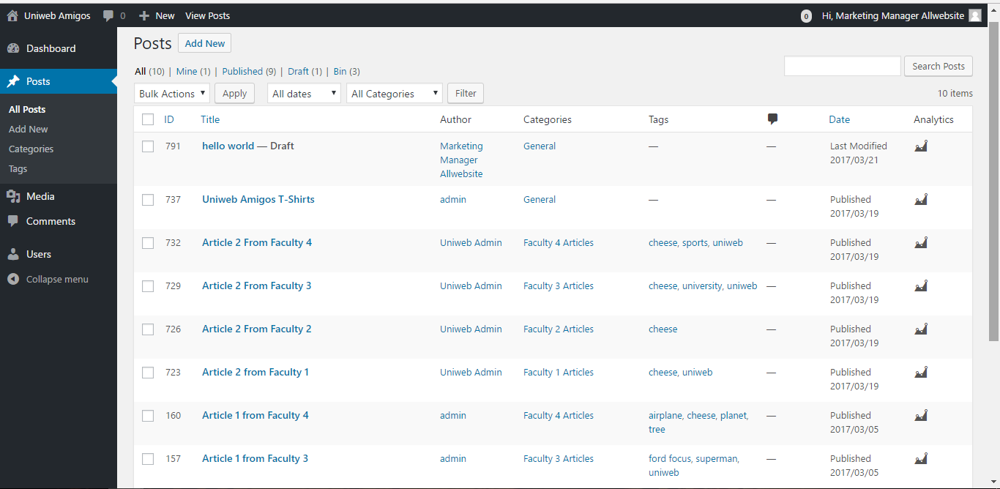 Uniweb Amigos 0 New View Posts 0 Hi, Marketing Manager Allwebsite
Dashboard
Posts
All Posts
Add New
Categories
Tags
Media
Comments
Users
Collapse menu
Posts Add New
All (10) | Mine (1) | Published (9) | Draft (1) | Bin (3)
Search Posts
Bulk Actions Apply All dates All Categories Filter 10 items
ID Title Author Categories Tags Date Analytics
791 hello world — Draft Marketing General — — Last Modified
Manager 2017/03/21
Allwebsite
737 Uniweb Amigos T-Shirts admin General — — Published
2017/03/19
732 Article 2 From Faculty 4 Uniweb Admin Faculty 4 Articles cheese, sports, uniweb — Published
2017/03/19
729 Article 2 From Faculty 3 Uniweb Admin Faculty 3 Articles cheese, university, uniweb — Published
2017/03/19
726 Article 2 From Faculty 2 Uniweb Admin Faculty 2 Articles cheese — Published
2017/03/19
723 Article 2 from Faculty 1 Uniweb Admin Faculty 1 Articles cheese, uniweb — Published
2017/03/19
160 Article 1 from Faculty 4 admin Faculty 4 Articles airplane, cheese, planet, — Published
tree 2017/03/05
157 Article 1 from Faculty 3 admin Faculty 3 Articles ford focus, superman, — Published
uniweb 2017/03/05